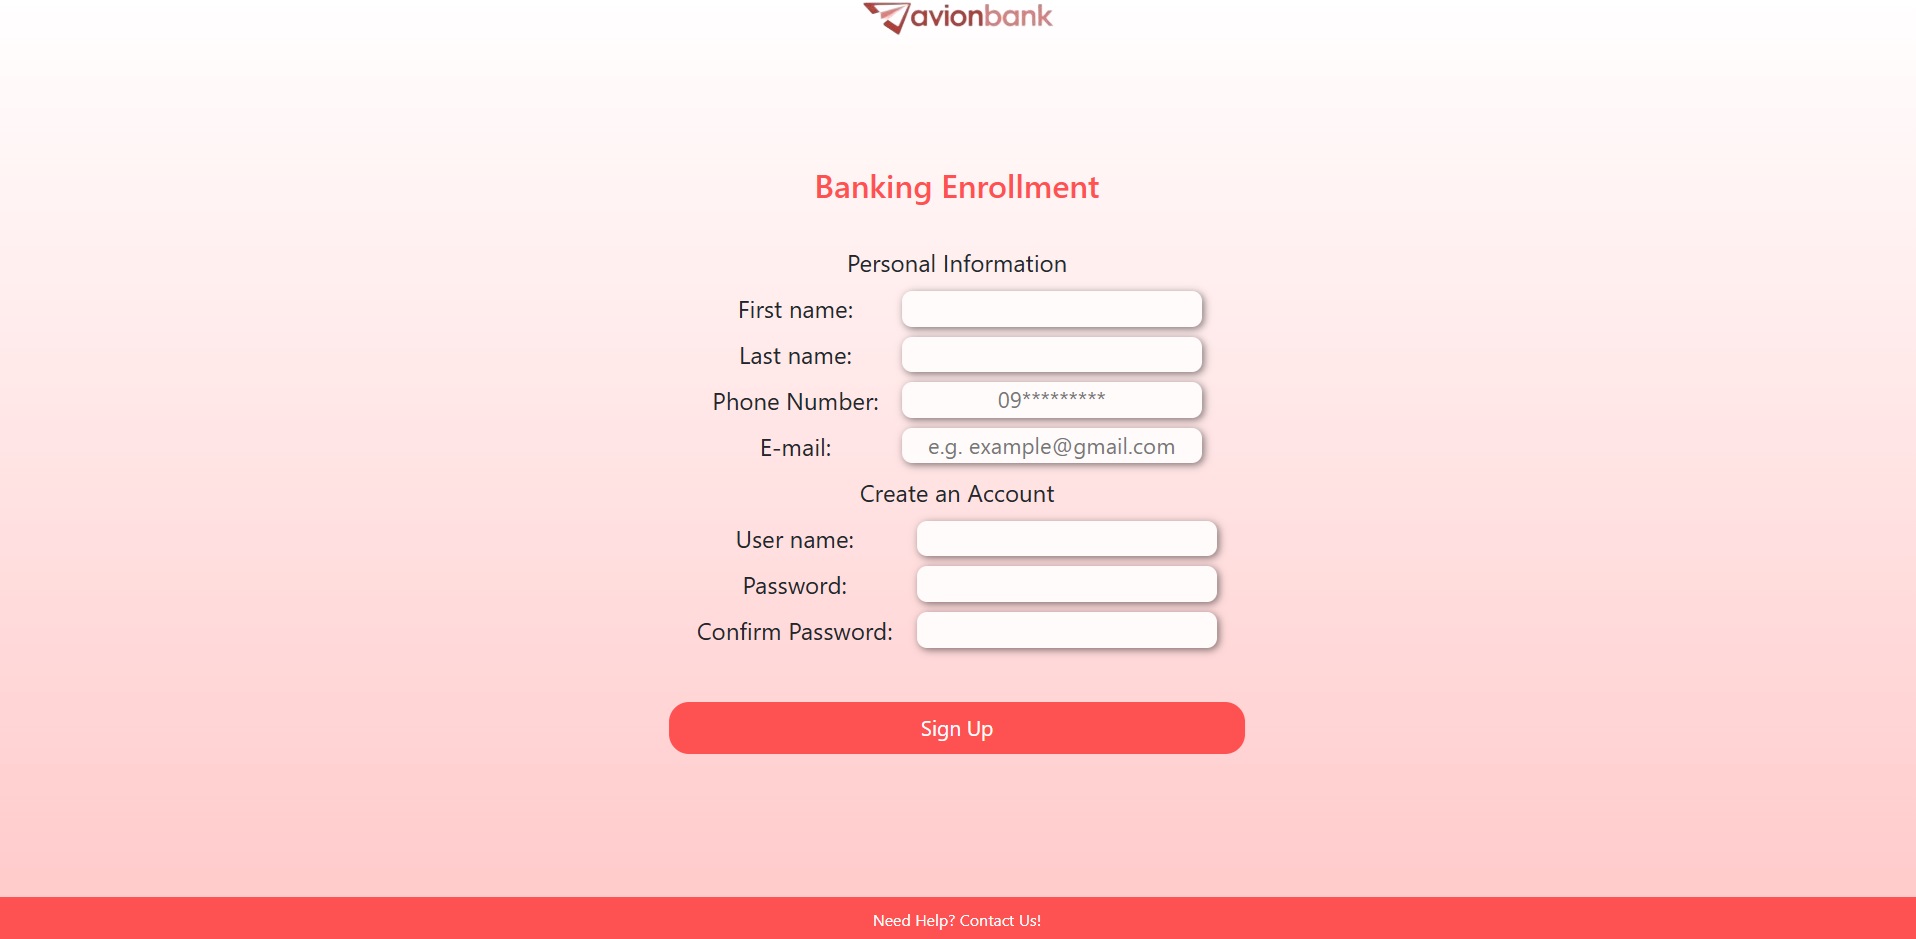 avionbank
Banking Enrollment
Personal Information
First name:
Last name:
Phone Number: 09*********
E-mail: e.g. example@gmail.com
Create an Account
User name:
Password:
Confirm Password:
Sign Up
Need Help? Contact Us!